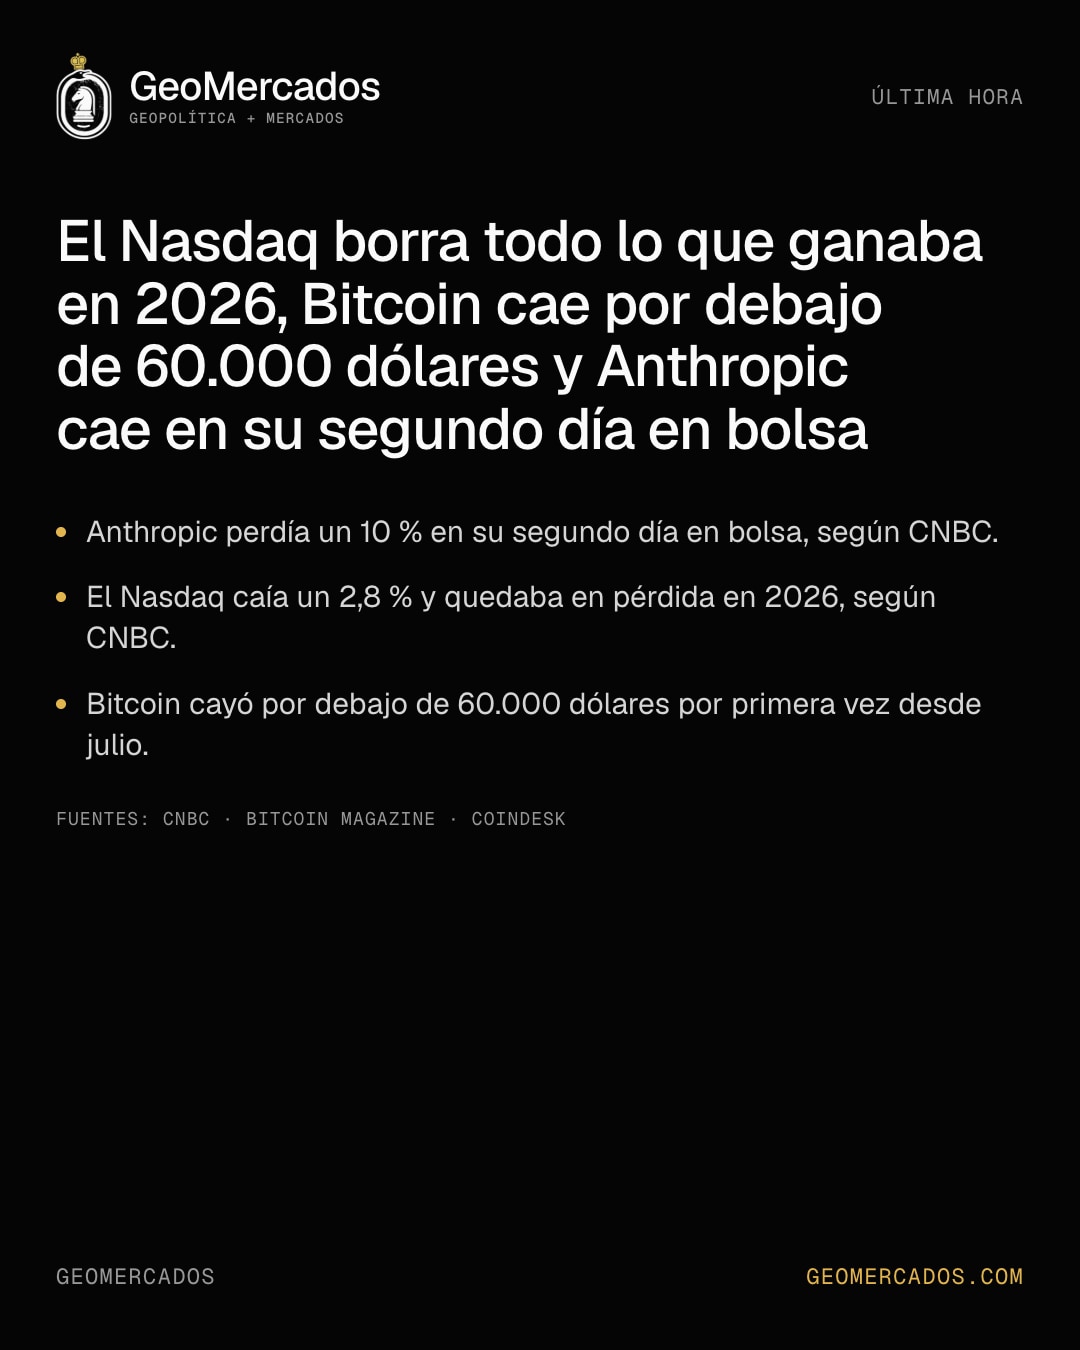 GeoMercados
GEOPOLÍTICA + MERCADOS
ÚLTIMA HORA
El Nasdaq borra todo lo que ganaba
en 2026, Bitcoin cae por debajo
de 60.000 dólares y Anthropic
cae en su segundo día en bolsa
• Anthropic perdía un 10 % en su segundo día en bolsa, según CNBC.
• El Nasdaq caía un 2,8 % y quedaba en pérdida en 2026, según
CNBC.
• Bitcoin cayó por debajo de 60.000 dólares por primera vez desde
julio.
FUENTES: CNBC · BITCOIN MAGAZINE · COINDESK
GEOMERCADOS
GEOMERCADOS.COM